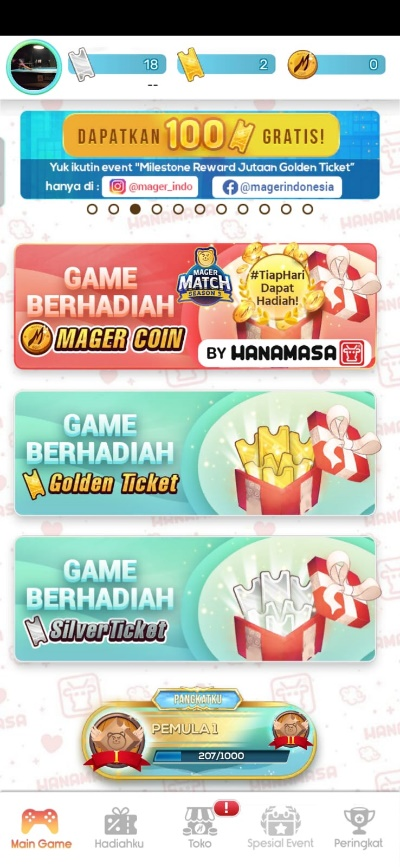 18
2
0
--
DAPATKAN 100 GRATIS!
Yuk ikutin event "Milestone Reward Jutaan Golden Ticket"
hanya di : @mager_indo @magerindonesia
GAME
BERHADIAH
MAGER COIN
MAGER
MATCH
SEASON 5
#TiapHari
Dapat
Hadiah!
BY HANAMASA
GAME
BERHADIAH
Golden Ticket
GAME
BERHADIAH
SilverTicket
PANGKATKU
PEMULA 1
207/1000
Main Game
Hadiahku
Toko
Spesial Event
Peringkat